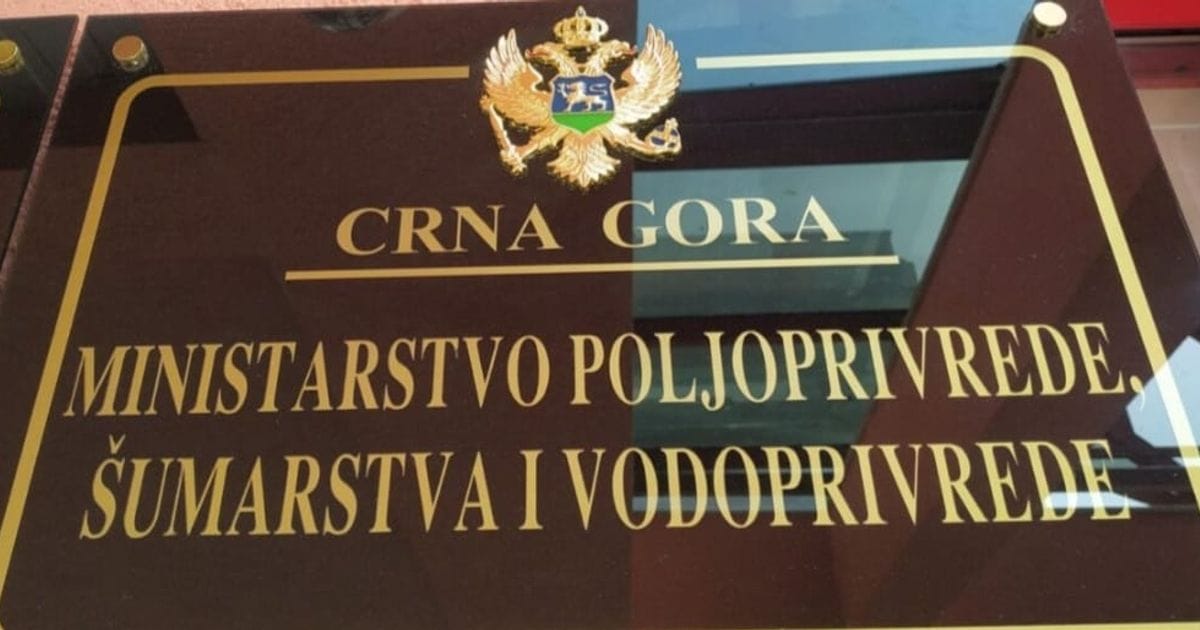 CRNA GORA
MINISTARSTVO POLJOPRIVREDE,
ŠUMARSTVA I VODOPRIVREDE